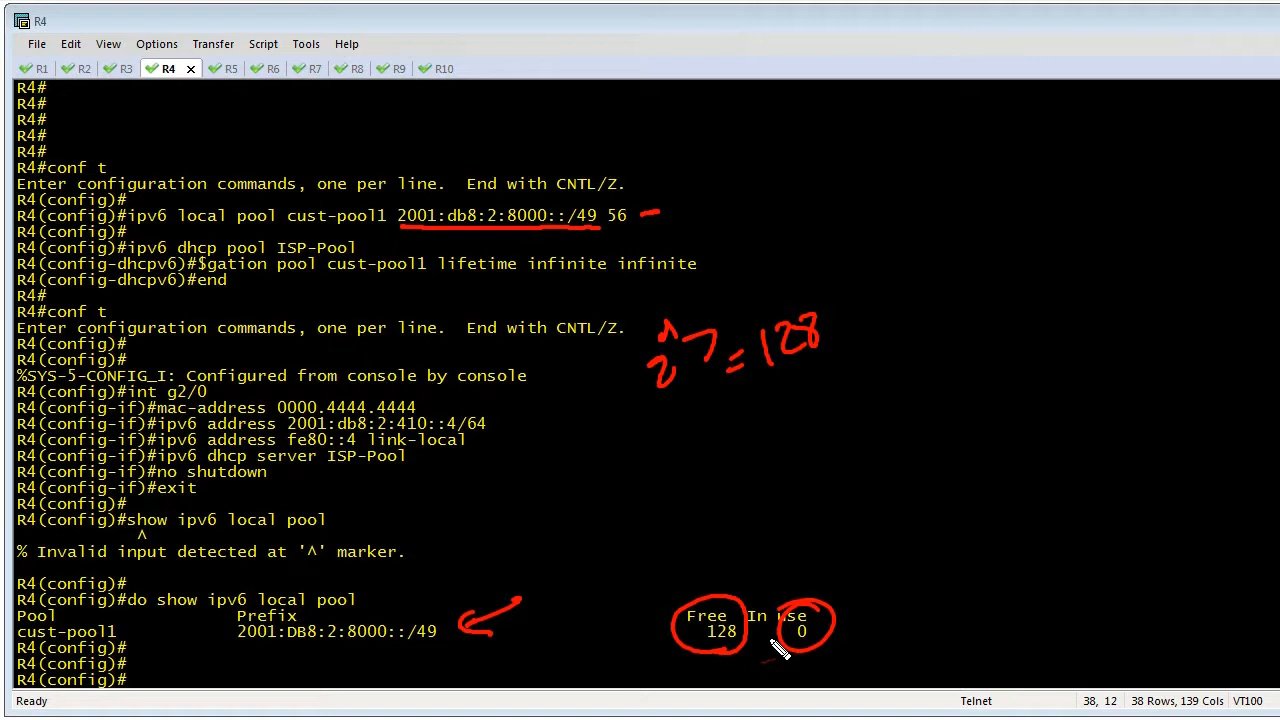 R4
File Edit View Options Transfer Script Tools Help
R1 R2 R3 R4 X R5 R6 R7 R8 R9 R10
R4#
R4#
R4#
R4#
R4#
R4#conf t
Enter configuration commands, one per line.  End with CNTL/Z.
R4(config)#
R4(config)#ipv6 local pool cust-pool1 2001:db8:2:8000::/49 56
R4(config)#
R4(config)#ipv6 dhcp pool ISP-Pool
R4(config-dhcpv6)#$gation pool cust-pool1 lifetime infinite infinite
R4(config-dhcpv6)#end
R4#
R4#conf t
Enter configuration commands, one per line.  End with CNTL/Z.
R4(config)#
2^7=128
R4(config)#
%SYS-5-CONFIG_I: Configured from console by console
R4(config)#int g2/0
R4(config-if)#mac-address 0000.4444.4444
R4(config-if)#ipv6 address 2001:db8:2:410::4/64
R4(config-if)#ipv6 address fe80::4 link-local
R4(config-if)#ipv6 dhcp server ISP-Pool
R4(config-if)#no shutdown
R4(config-if)#exit
R4(config)#
R4(config)#show ipv6 local pool
^
% Invalid input detected at '^' marker.
R4(config)#
R4(config)#do show ipv6 local pool
Pool Prefix Free In use
cust-pool1 2001:DB8:2:8000::/49 128 0
R4(config)#
R4(config)#
R4(config)#
Ready Telnet 38, 12 38 Rows, 139 Cols VT100